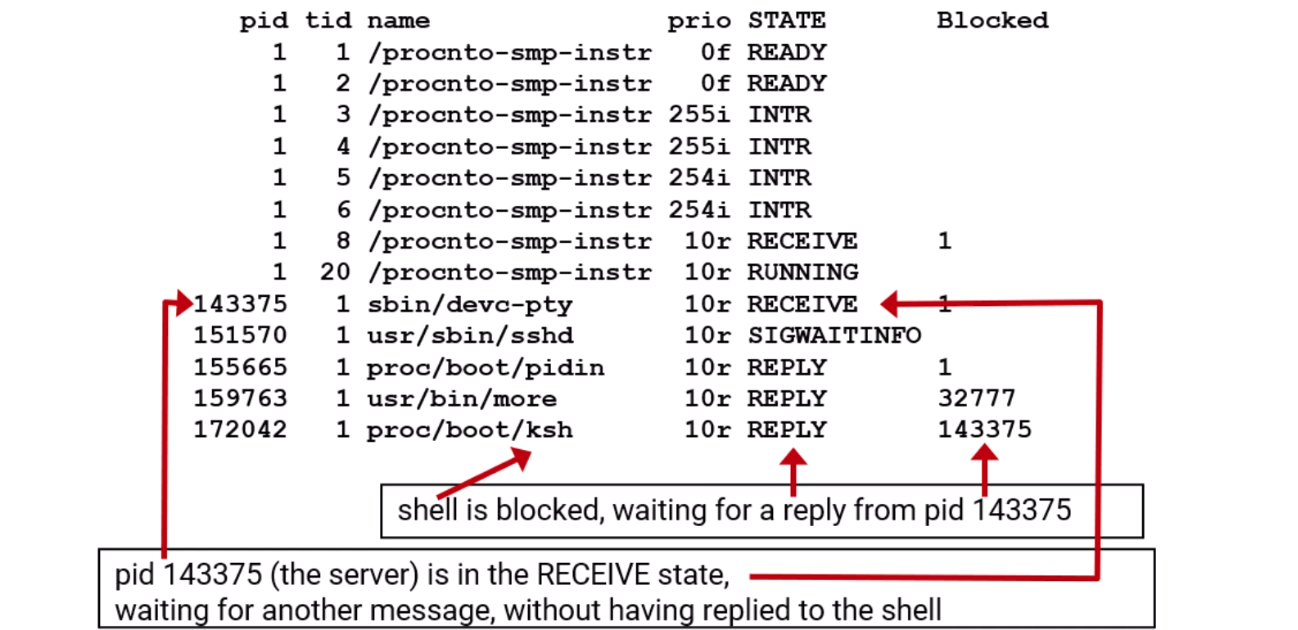 pid tid name prio STATE Blocked
1 1 /procnto-smp-instr 0f READY
1 2 /procnto-smp-instr 0f READY
1 3 /procnto-smp-instr 255i INTR
1 4 /procnto-smp-instr 255i INTR
1 5 /procnto-smp-instr 254i INTR
1 6 /procnto-smp-instr 254i INTR
1 8 /procnto-smp-instr 10r RECEIVE 1
1 20 /procnto-smp-instr 10r RUNNING
143375 1 sbin/devc-pty 10r RECEIVE 1
151570 1 usr/sbin/sshd 10r SIGWAITINFO
155665 1 proc/boot/pidin 10r REPLY 1
159763 1 usr/bin/more 10r REPLY 32777
172042 1 proc/boot/ksh 10r REPLY 143375
shell is blocked, waiting for a reply from pid 143375
pid 143375 (the server) is in the RECEIVE state,
waiting for another message, without having replied to the shell